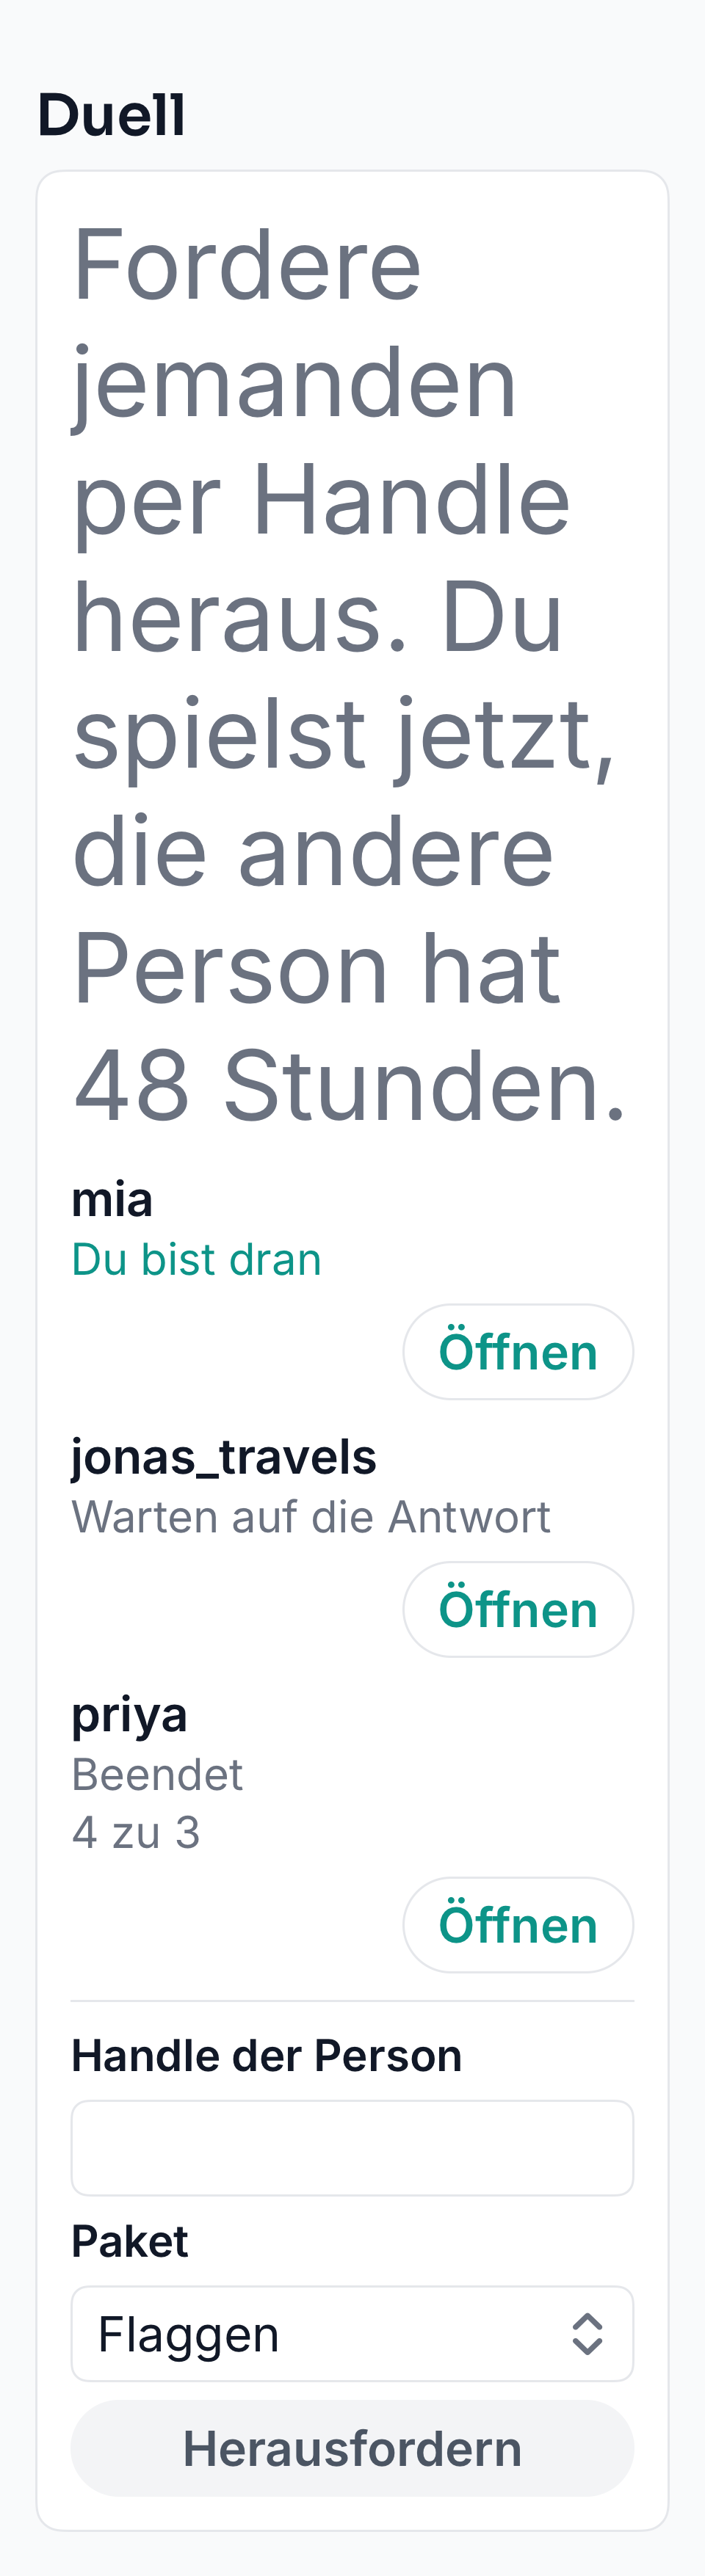 Duell
Fordere
jemanden
per Handle
heraus. Du
spielst jetzt,
die andere
Person hat
48 Stunden.
mia
Du bist dran
Öffnen
jonas_travels
Warten auf die Antwort
Öffnen
priya
Beendet
4 zu 3
Öffnen
Handle der Person
Paket
Flaggen
Herausfordern